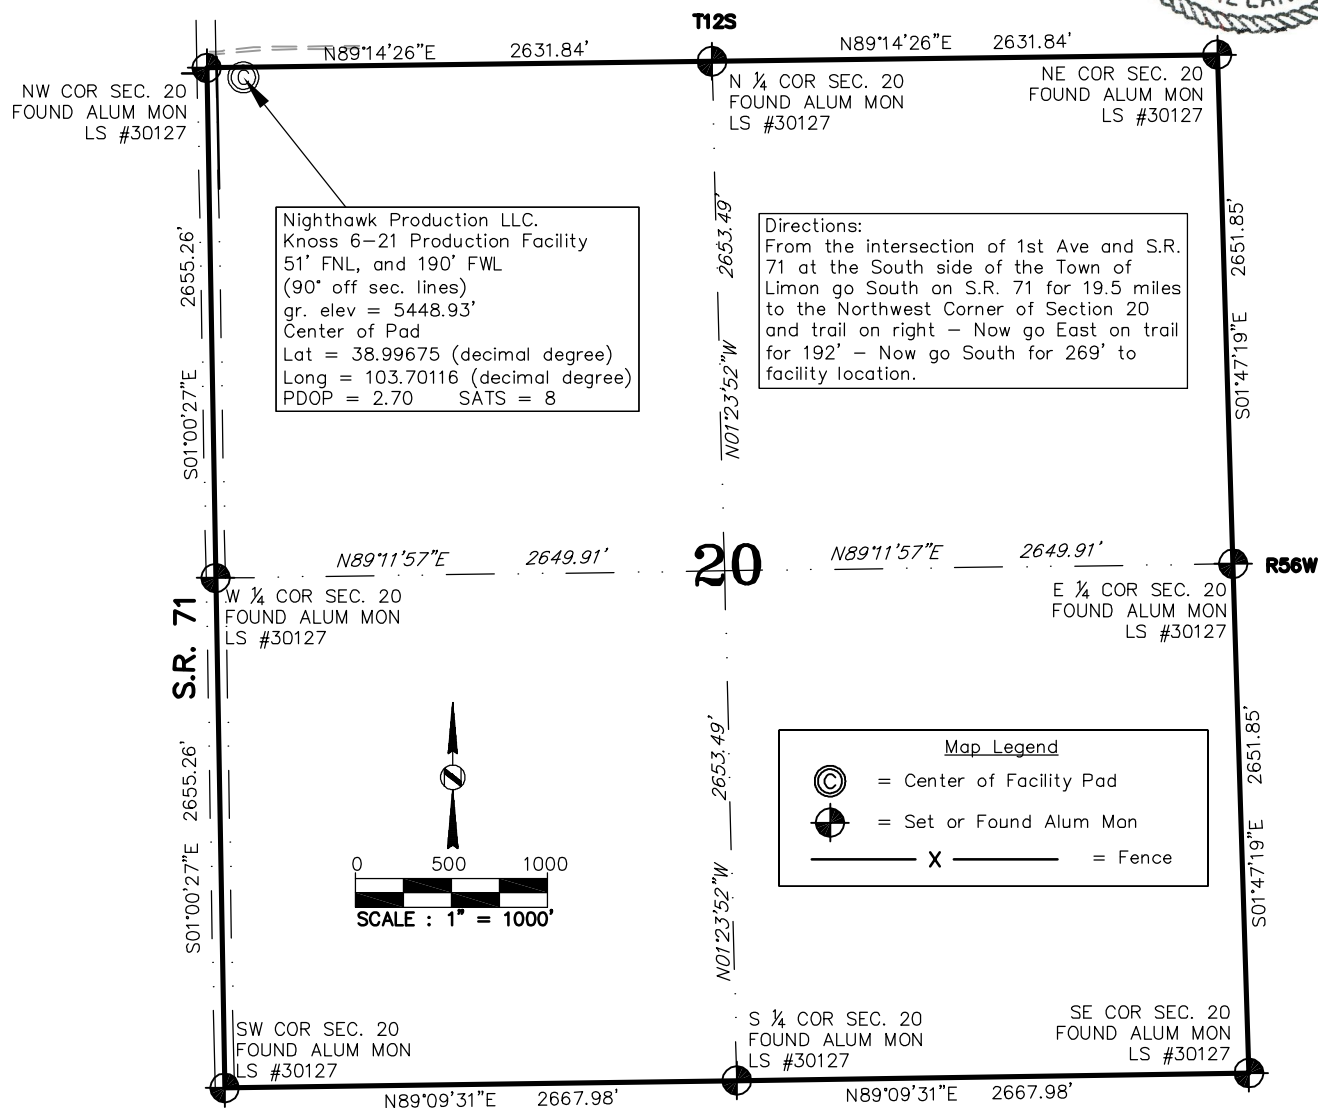 T12S
N89°14'26"E 2631.84'
N89°14'26"E 2631.84'
NW COR SEC. 20
FOUND ALUM MON
LS #30127
N ¼ COR SEC. 20
FOUND ALUM MON
LS #30127
NE COR SEC. 20
FOUND ALUM MON
LS #30127
Nighthawk Production LLC.
Knoss 6-21 Production Facility
51' FNL, and 190' FWL
(90° off sec. lines)
gr. elev = 5448.93'
Center of Pad
Lat = 38.99675 (decimal degree)
Long = 103.70116 (decimal degree)
PDOP = 2.70 SATS = 8
Directions:
From the intersection of 1st Ave and S.R.
71 at the South side of the Town of
Limon go South on S.R. 71 for 19.5 miles
to the Northwest Corner of Section 20
and trail on right - Now go East on trail
for 192' - Now go South for 269' to
facility location.
S01°00'27"E 2655.26'
N01°23'52"W 2653.49'
S01°47'19"E 2651.85'
N89°11'57"E 2649.91'
20
N89°11'57"E 2649.91'
R56W
W ¼ COR SEC. 20
FOUND ALUM MON
LS #30127
E ¼ COR SEC. 20
FOUND ALUM MON
LS #30127
S.R. 71
S01°00'27"E 2655.26'
N01°23'52"W 2653.49'
S01°47'19"E 2651.85'
Map Legend
C = Center of Facility Pad
= Set or Found Alum Mon
X = Fence
0 500 1000
SCALE : 1" = 1000'
SW COR SEC. 20
FOUND ALUM MON
LS #30127
S ¼ COR SEC. 20
FOUND ALUM MON
LS #30127
SE COR SEC. 20
FOUND ALUM MON
LS #30127
N89°09'31"E 2667.98'
N89°09'31"E 2667.98'